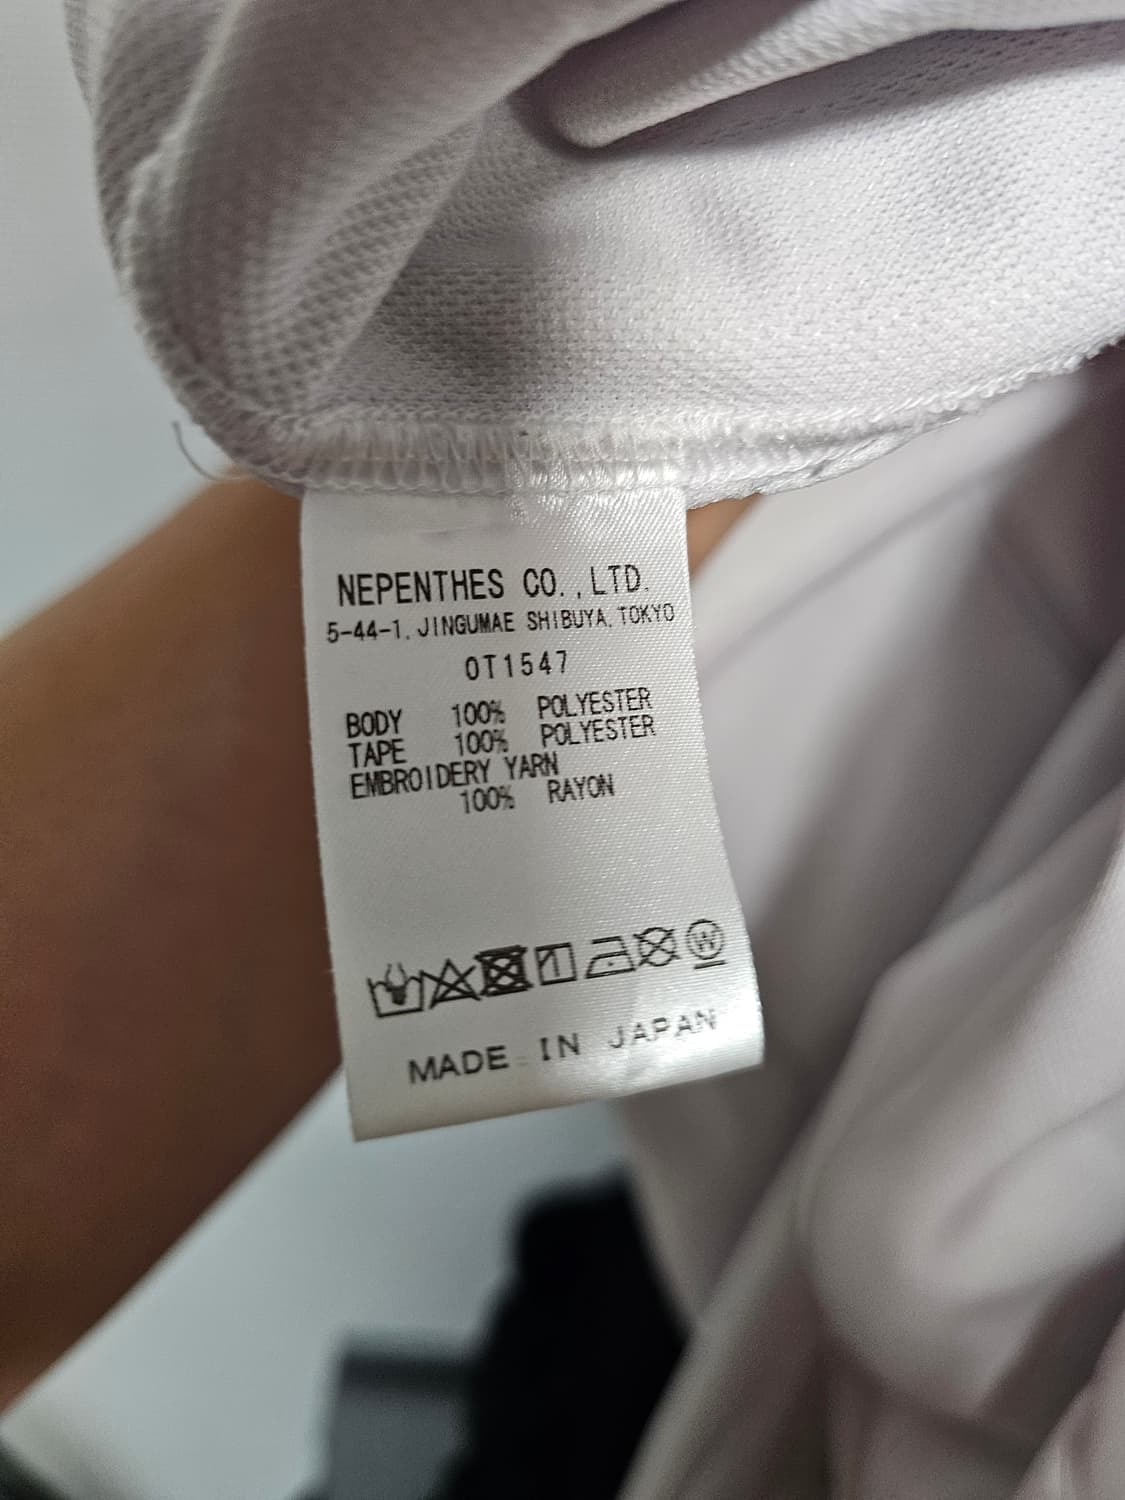 NEPENTHES CO.,LTD.
5-44-1, JINGUMAE SHIBUYA, TOKYO
OT1547
BODY 100% POLYESTER
TAPE 100% POLYESTER
EMBROIDERY YARN
100% RAYON
W
MADE IN JAPAN